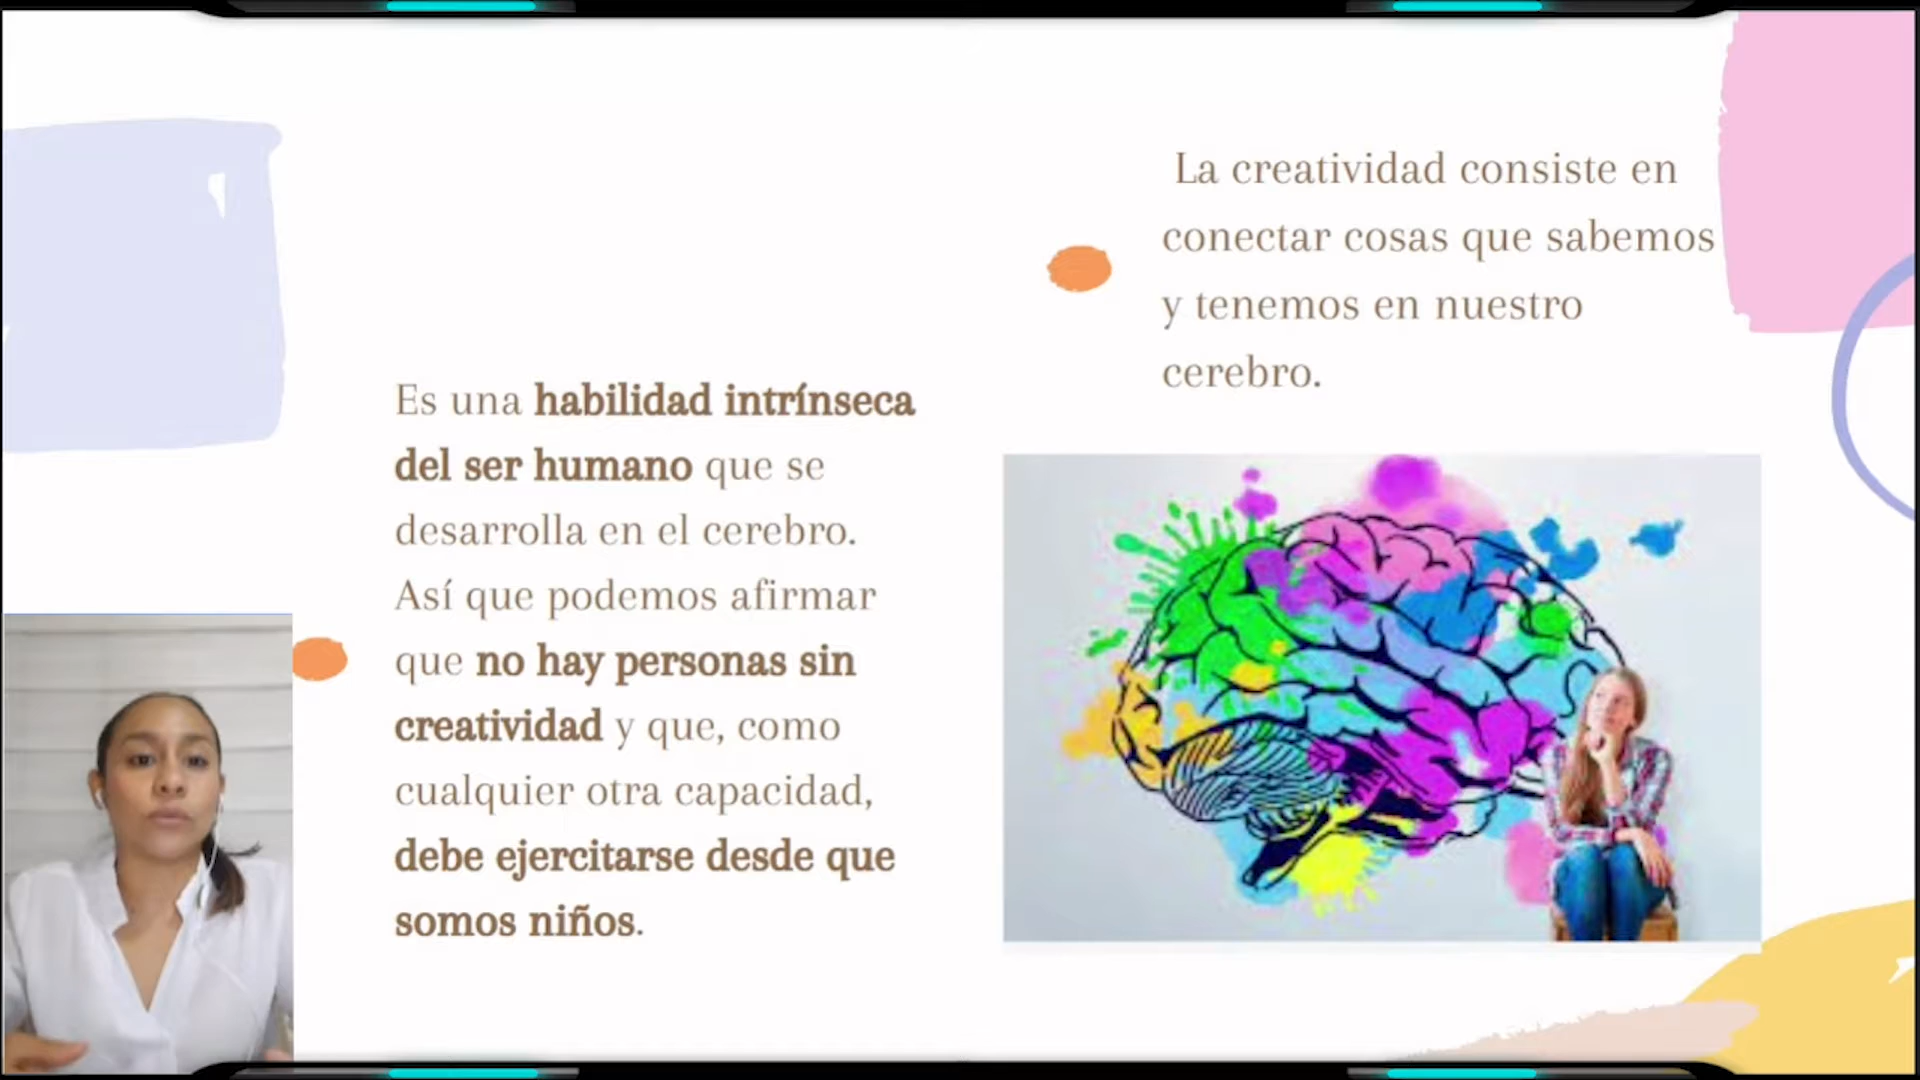 La creatividad consiste en
conectar cosas que sabemos
y tenemos en nuestro
cerebro.
Es una habilidad intrínseca
del ser humano que se
desarrolla en el cerebro.
Así que podemos afirmar
que no hay personas sin
creatividad y que, como
cualquier otra capacidad,
debe ejercitarse desde que
somos niños.